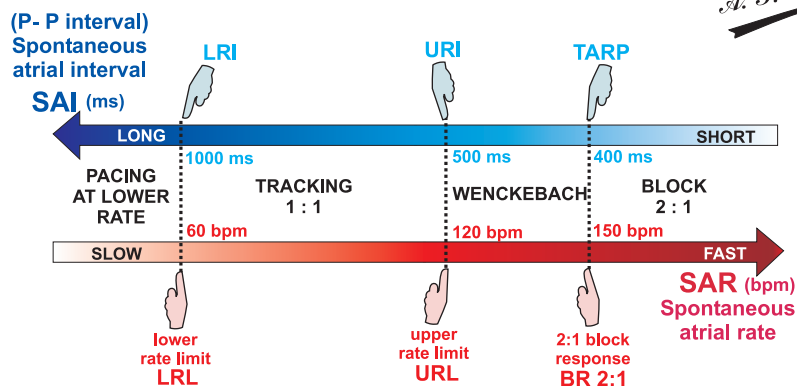 (P- P interval)
Spontaneous
atrial interval
SAI (ms)
LRI
URI
TARP
LONG
SHORT
1000 ms
500 ms
400 ms
PACING
AT LOWER
RATE
TRACKING
1 : 1
WENCKEBACH
BLOCK
2 : 1
60 bpm
120 bpm
150 bpm
SLOW
FAST
SAR (bpm)
Spontaneous
atrial rate
lower
rate limit
LRL
upper
rate limit
URL
2:1 block
response
BR 2:1